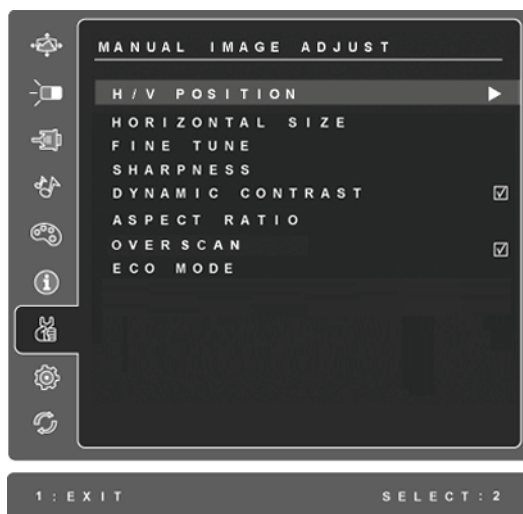 MANUAL IMAGE ADJUST
H/V POSITION
HORIZONTAL SIZE
FINE TUNE
SHARPNESS
DYNAMIC CONTRAST
ASPECT RATIO
OVERSCAN
ECO MODE
1:EXIT SELECT:2